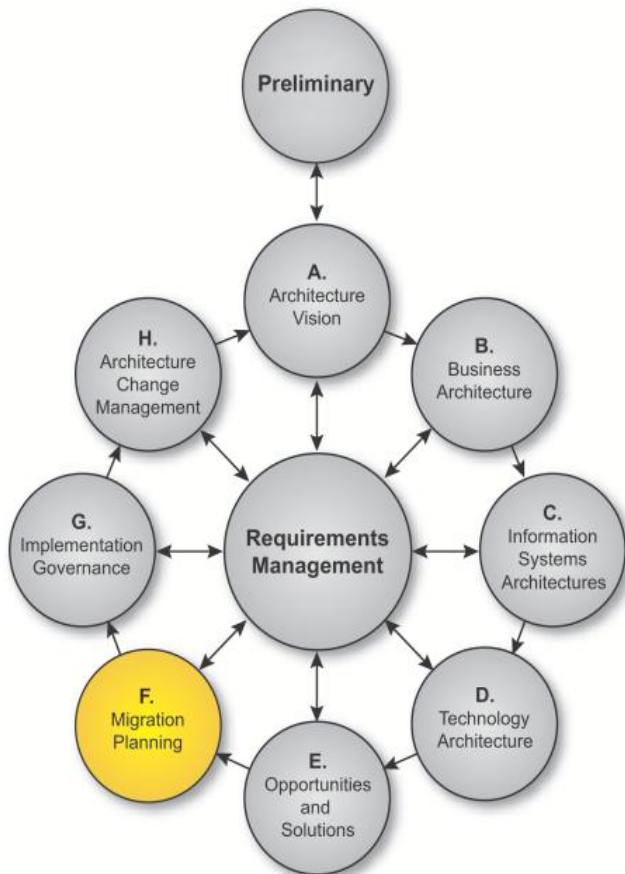 Preliminary
A.
Architecture
Vision
B.
Business
Architecture
C.
Information
Systems
Architectures
D.
Technology
Architecture
E.
Opportunities
and
Solutions
F.
Migration
Planning
G.
Implementation
Governance
H.
Architecture
Change
Management
Requirements
Management